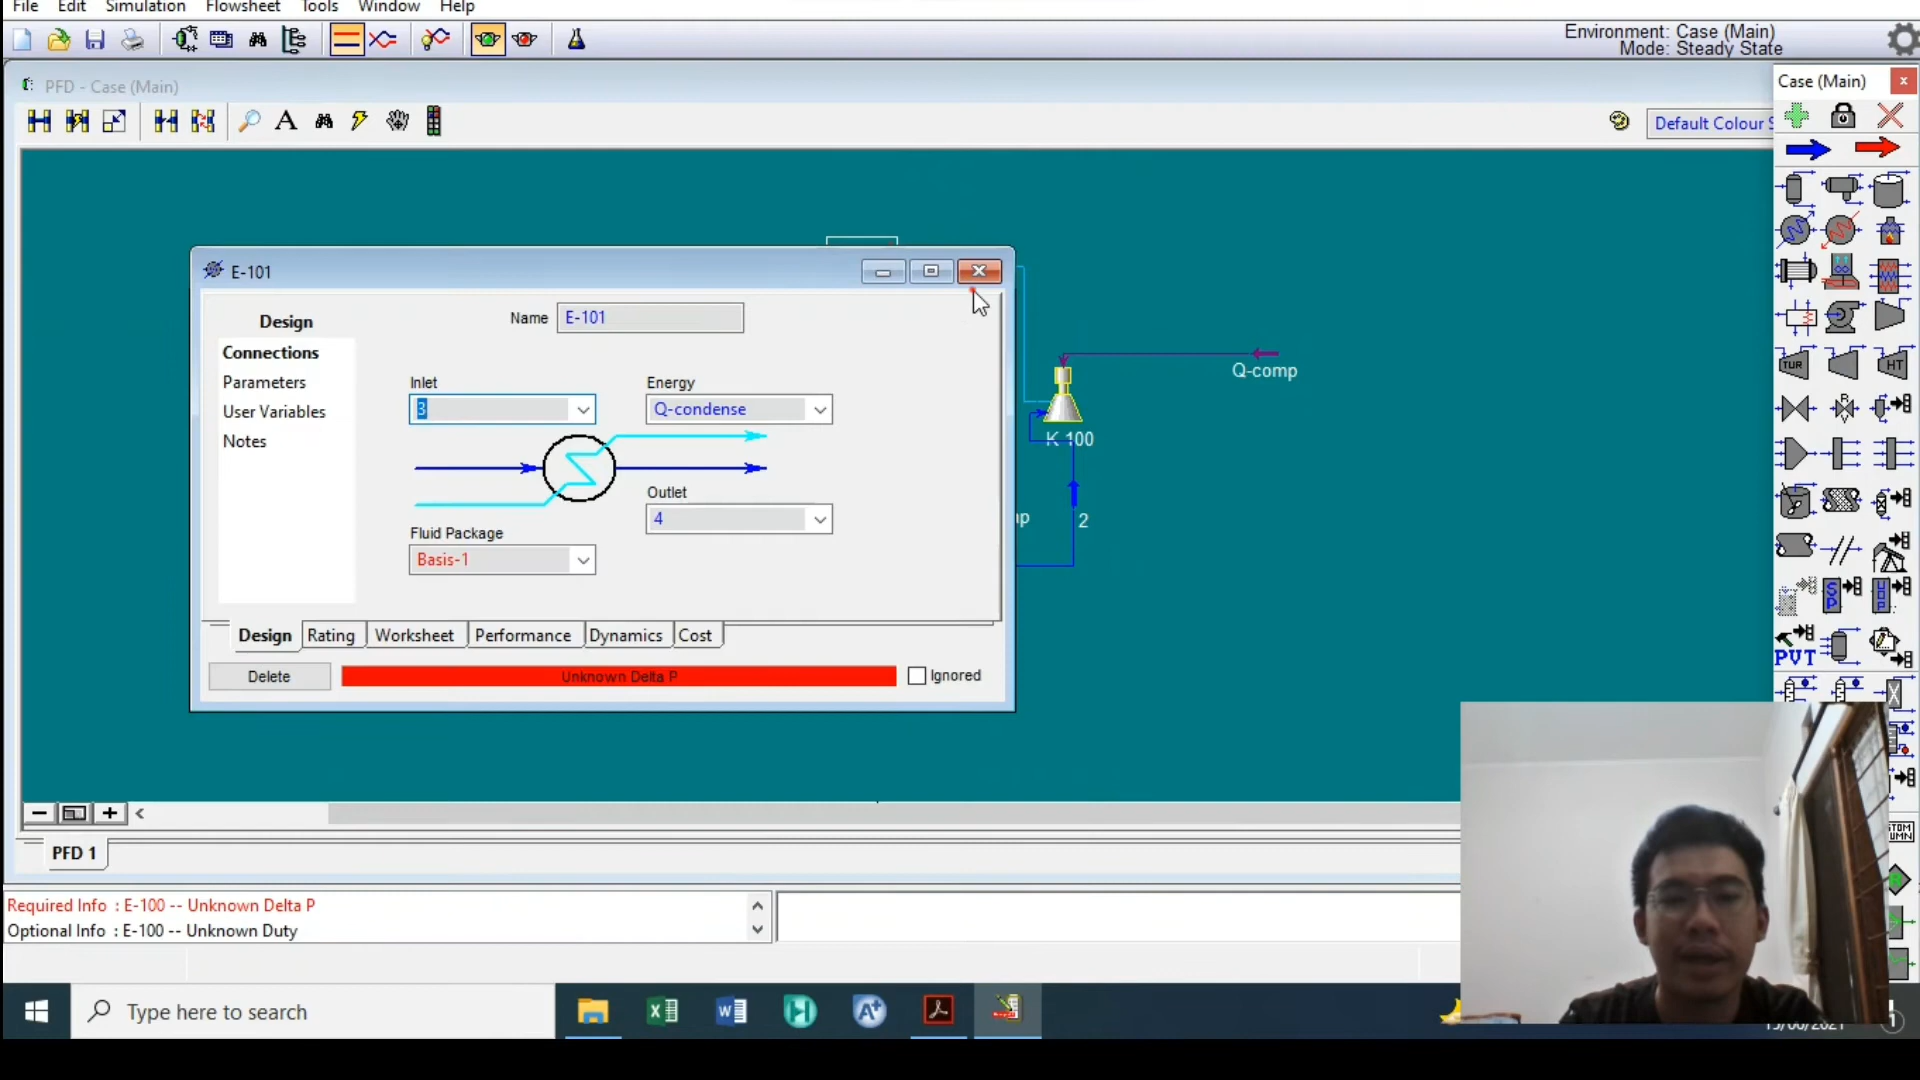 File Edit Simulation Flowsheet Tools Window Help
Environment: Case (Main)
Mode: Steady State
PFD - Case (Main)
Case (Main)
A
Default Colour S
E-101
Design
Name E-101
Connections
Parameters
User Variables
Notes
Inlet
3
Energy
Q-condense
Outlet
4
Fluid Package
Basis-1
Design Rating Worksheet Performance Dynamics Cost
Delete
Unknown Delta P
Ignored
Q-comp
K 100
2
TUR
HT
PVT
PFD 1
Required Info : E-100 -- Unknown Delta P
Optional Info : E-100 -- Unknown Duty
Type here to search